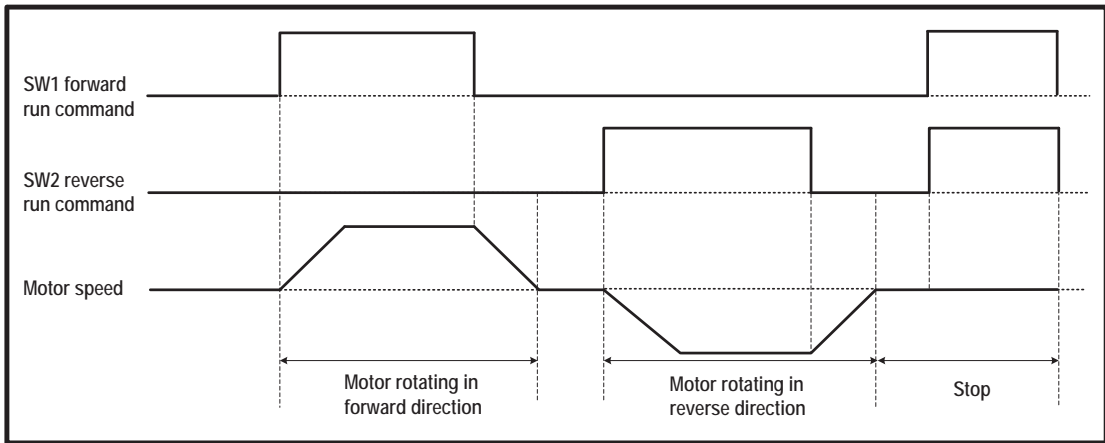 SW1 forward
run command
SW2 reverse
run command
Motor speed
Motor rotating in
forward direction
Motor rotating in
reverse direction
Stop